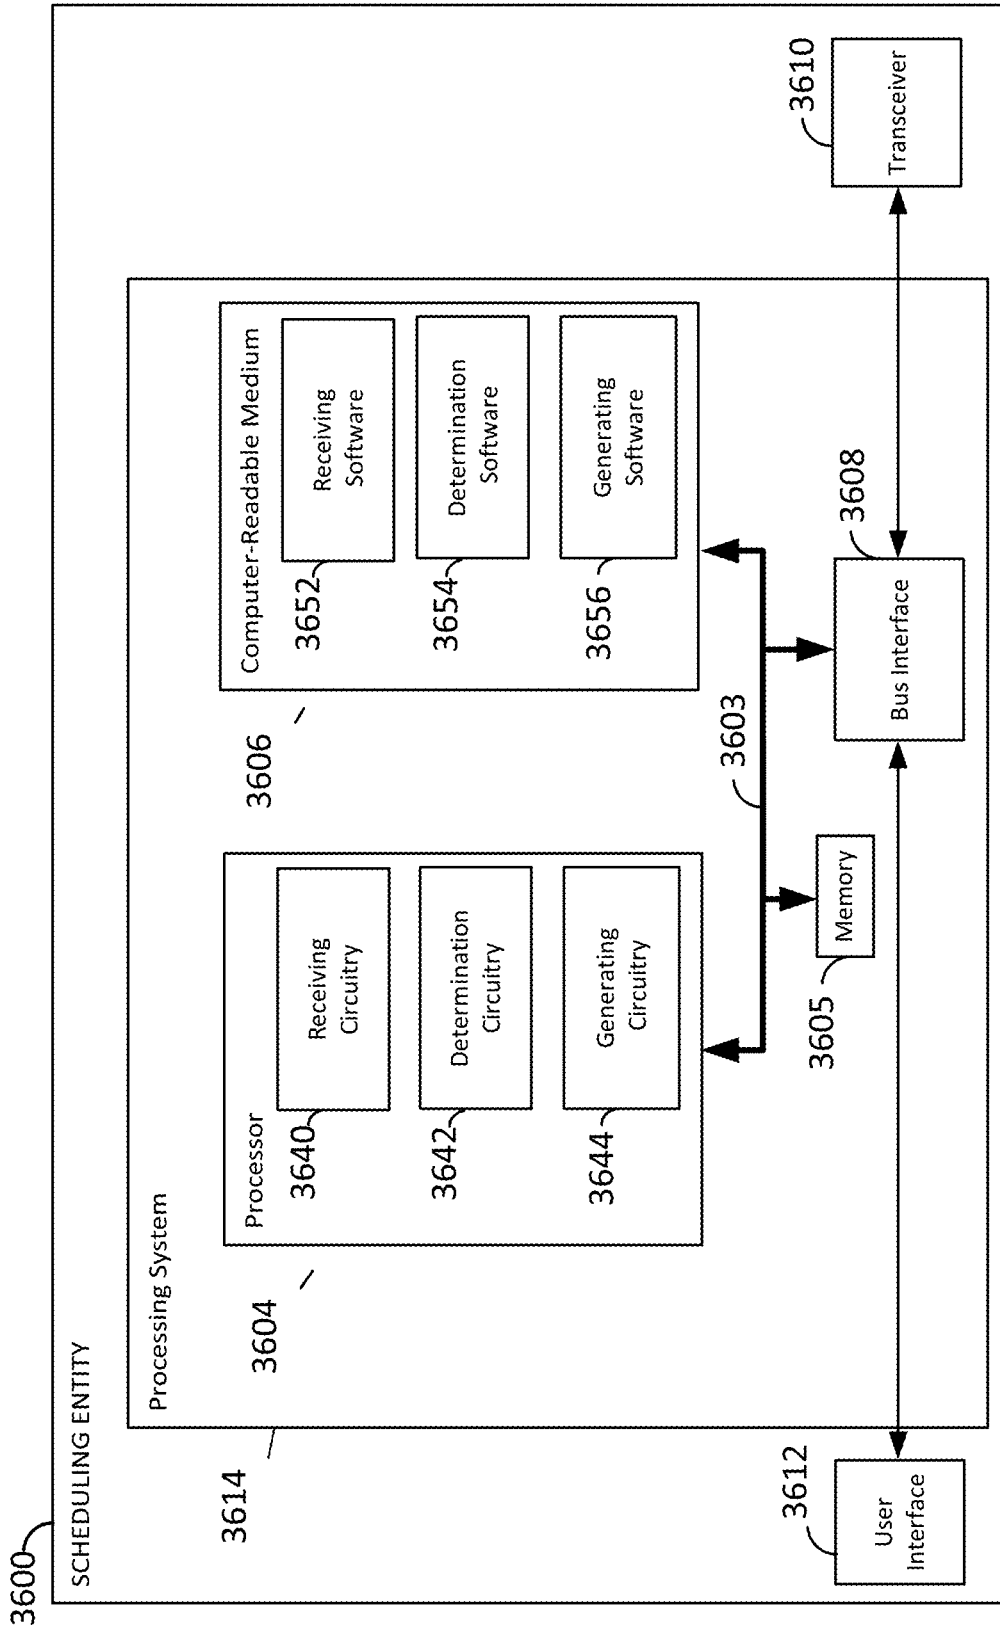 3600
SCHEDULING ENTITY
3614
Processing System
3604
Processor
3640
Receiving
Circuitry
3642
Determination
Circuitry
3644
Generating
Circuitry
3606
Computer-Readable Medium
3652
Receiving
Software
3654
Determination
Software
3656
Generating
Software
3603
3605
Memory
3612
User
Interface
3608
Bus Interface
3610
Transceiver